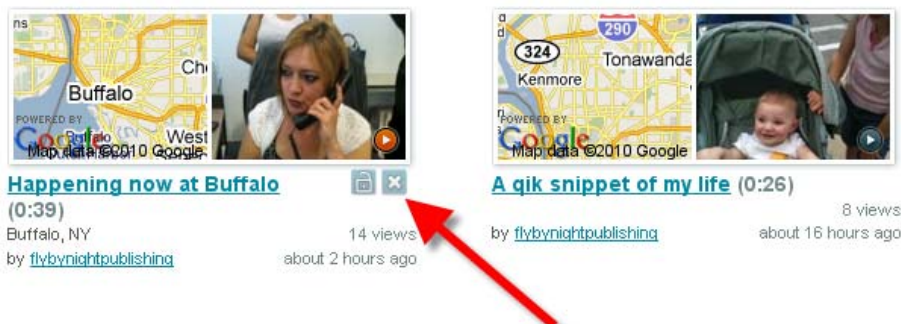 ns
Buffalo
Ch
West
POWERED BY
Google
Buffalo
Map data ©2010 Google
290
324
Tonawanda
Kenmore
POWERED BY
Google
Map data ©2010 Google
Happening now at Buffalo
(0:39)
Buffalo, NY
14 views
by flybynightpublishing
about 2 hours ago
A qik snippet of my life (0:26)
8 views
by flybynightpublishing
about 16 hours ago